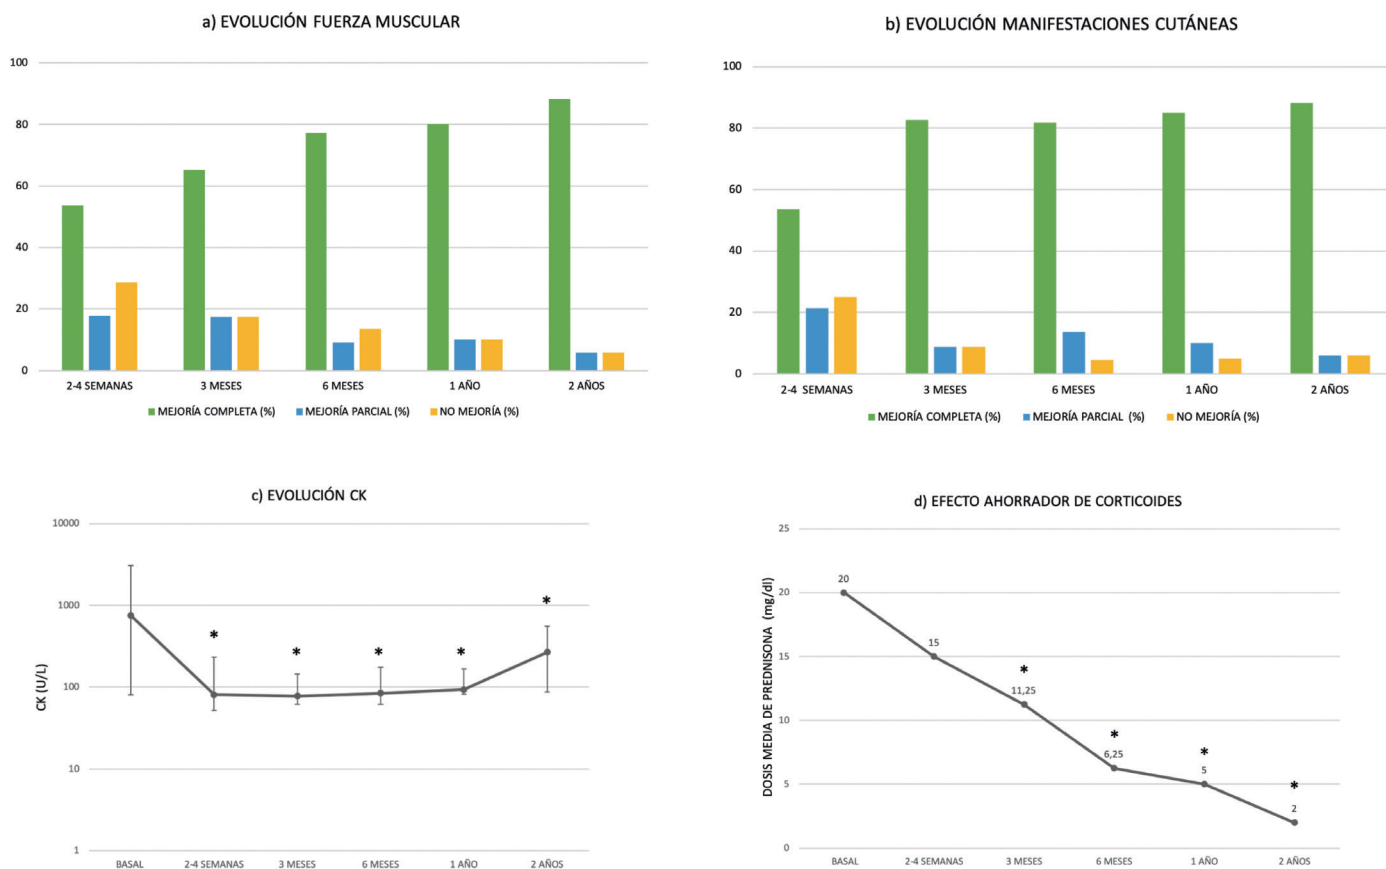 a) EVOLUCIÓN FUERZA MUSCULAR
100
80
60
40
20
0
2-4 SEMANAS
3 MESES
6 MESES
1 AÑO
2 AÑOS
MEJORÍA COMPLETA (%)
MEJORÍA PARCIAL (%)
NO MEJORÍA (%)
b) EVOLUCIÓN MANIFESTACIONES CUTÁNEAS
100
80
60
40
20
0
2-4 SEMANAS
3 MESES
6 MESES
1 AÑO
2 AÑOS
MEJORÍA COMPLETA (%)
MEJORÍA PARCIAL (%)
NO MEJORÍA (%)
c) EVOLUCIÓN CK
CK (U/L)
10000
1000
100
10
1
*
*
*
*
*
BASAL
2-4 SEMANAS
3 MESES
6 MESES
1 AÑO
2 AÑOS
d) EFECTO AHORRADOR DE CORTICOIDES
DOSIS MEDIA DE PREDNISONA (mg/dl)
25
20
15
10
5
0
20
15
*
11,25
*
6,25
*
5
*
2
BASAL
2-4 SEMANAS
3 MESES
6 MESES
1 AÑO
2 AÑOS